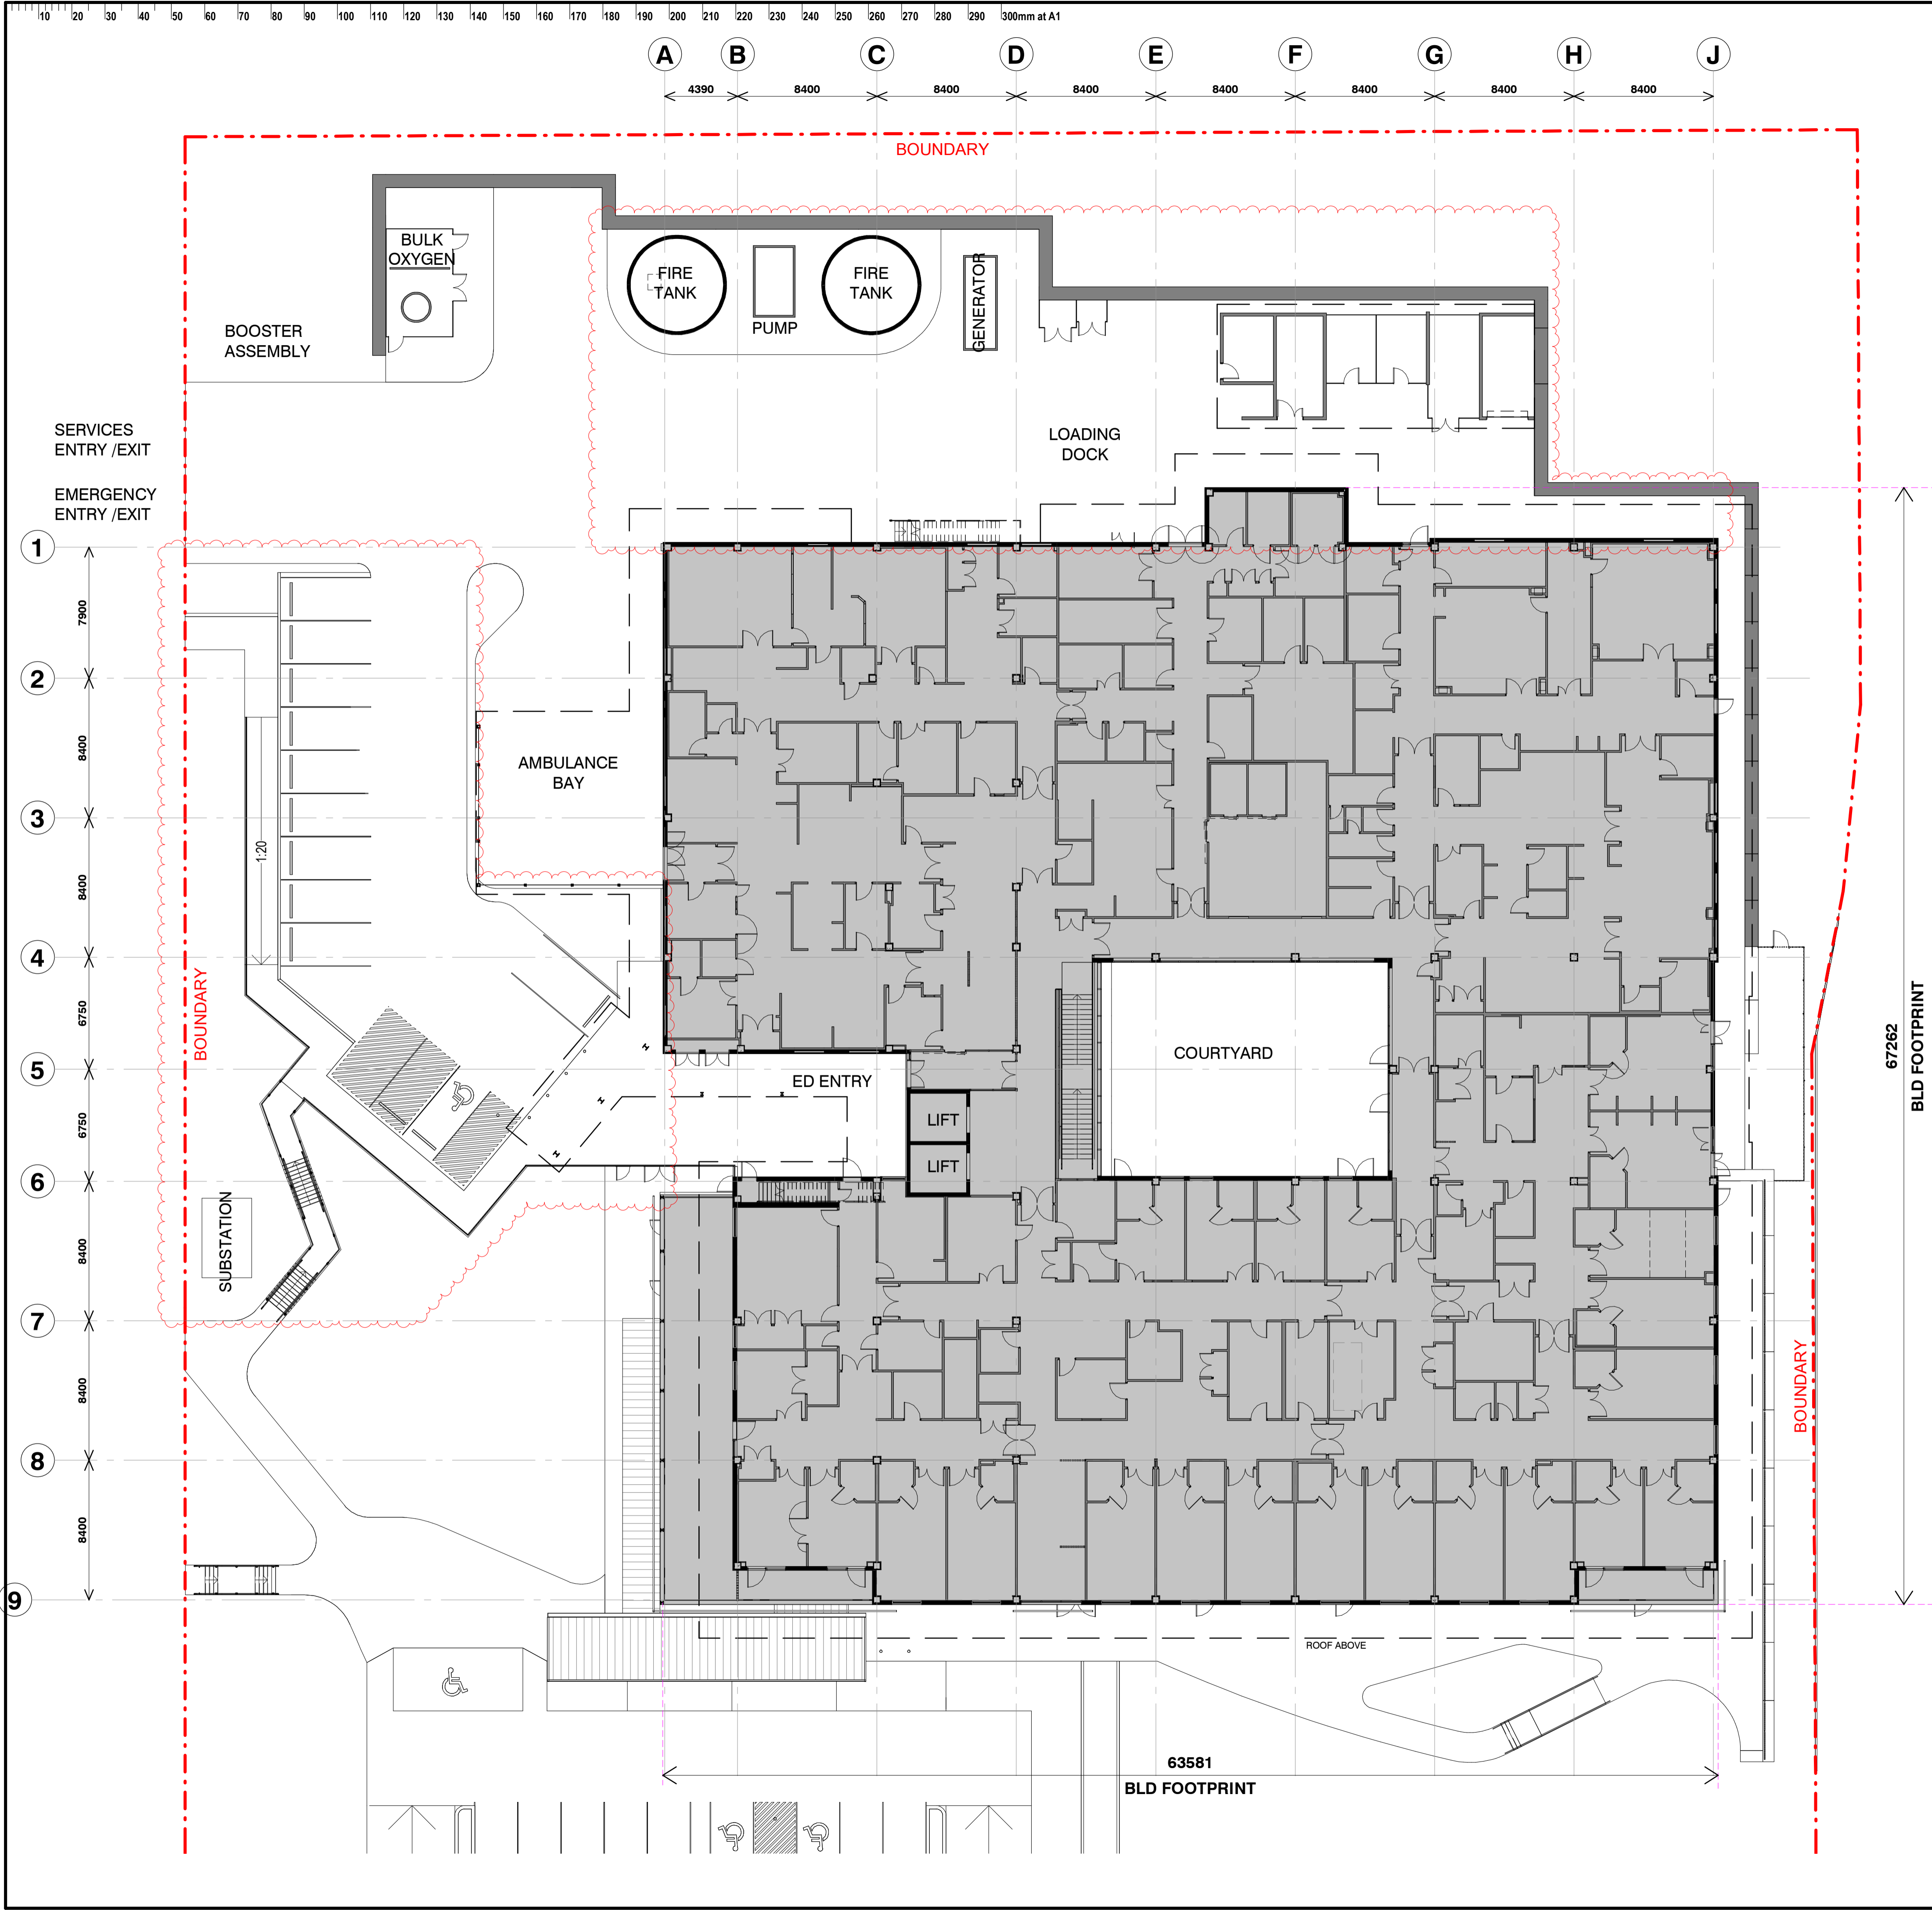 10 20 30 40 50 60 70 80 90 100 110 120 130 140 150 160 170 180 190 200 210 220 230 240 250 260 270 280 290 300mm at A1
A B C D E F G H J
4390 8400 8400 8400 8400 8400 8400 8400
BOUNDARY
BULK
OXYGEN
FIRE
TANK
PUMP
FIRE
TANK
GENERATOR
BOOSTER
ASSEMBLY
SERVICES
ENTRY /EXIT
LOADING
DOCK
EMERGENCY
ENTRY /EXIT
1
7900
2
8400
AMBULANCE
BAY
3
1:20
8400
4
BOUNDARY
67550
COURTYARD
5
ED ENTRY
67262
BLD FOOTPRINT
6750
LIFT
LIFT
6
SUBSTATION
8400
7
8400
BOUNDARY
8
8400
9
ROOF ABOVE
63581
BLD FOOTPRINT